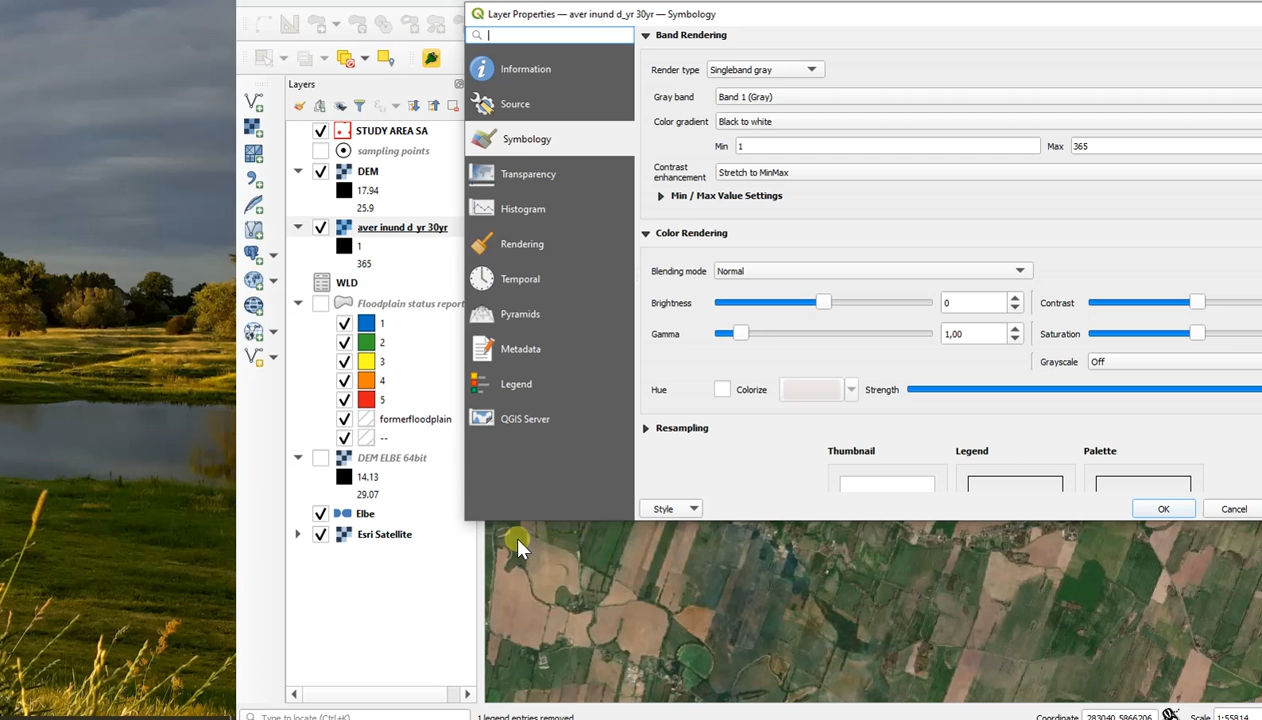 Layer Properties — aver inund d_yr 30yr — Symbology
Layers
STUDY AREA SA
sampling points
DEM
17.94
25.9
aver inund d_yr 30yr
1
365
WLD
Floodplain status report
1
2
3
4
5
formerfloodplain
--
DEM ELBE 64bit
14.13
29.07
Elbe
Esri Satellite
Information
Source
Symbology
Transparency
Histogram
Rendering
Temporal
Pyramids
Metadata
Legend
QGIS Server
Band Rendering
Render type Singleband gray
Gray band Band 1 (Gray)
Color gradient Black to white
Min 1 Max 365
Contrast enhancement Stretch to MinMax
Min / Max Value Settings
Color Rendering
Blending mode Normal
Brightness 0 Contrast
Gamma 1,00 Saturation
Grayscale Off
Hue Colorize Strength
Resampling
Thumbnail Legend Palette
Style OK Cancel
Type to locate (Ctrl+K) 1 legend entries removed Coordinate 283040,5866206 Scale 1:55814